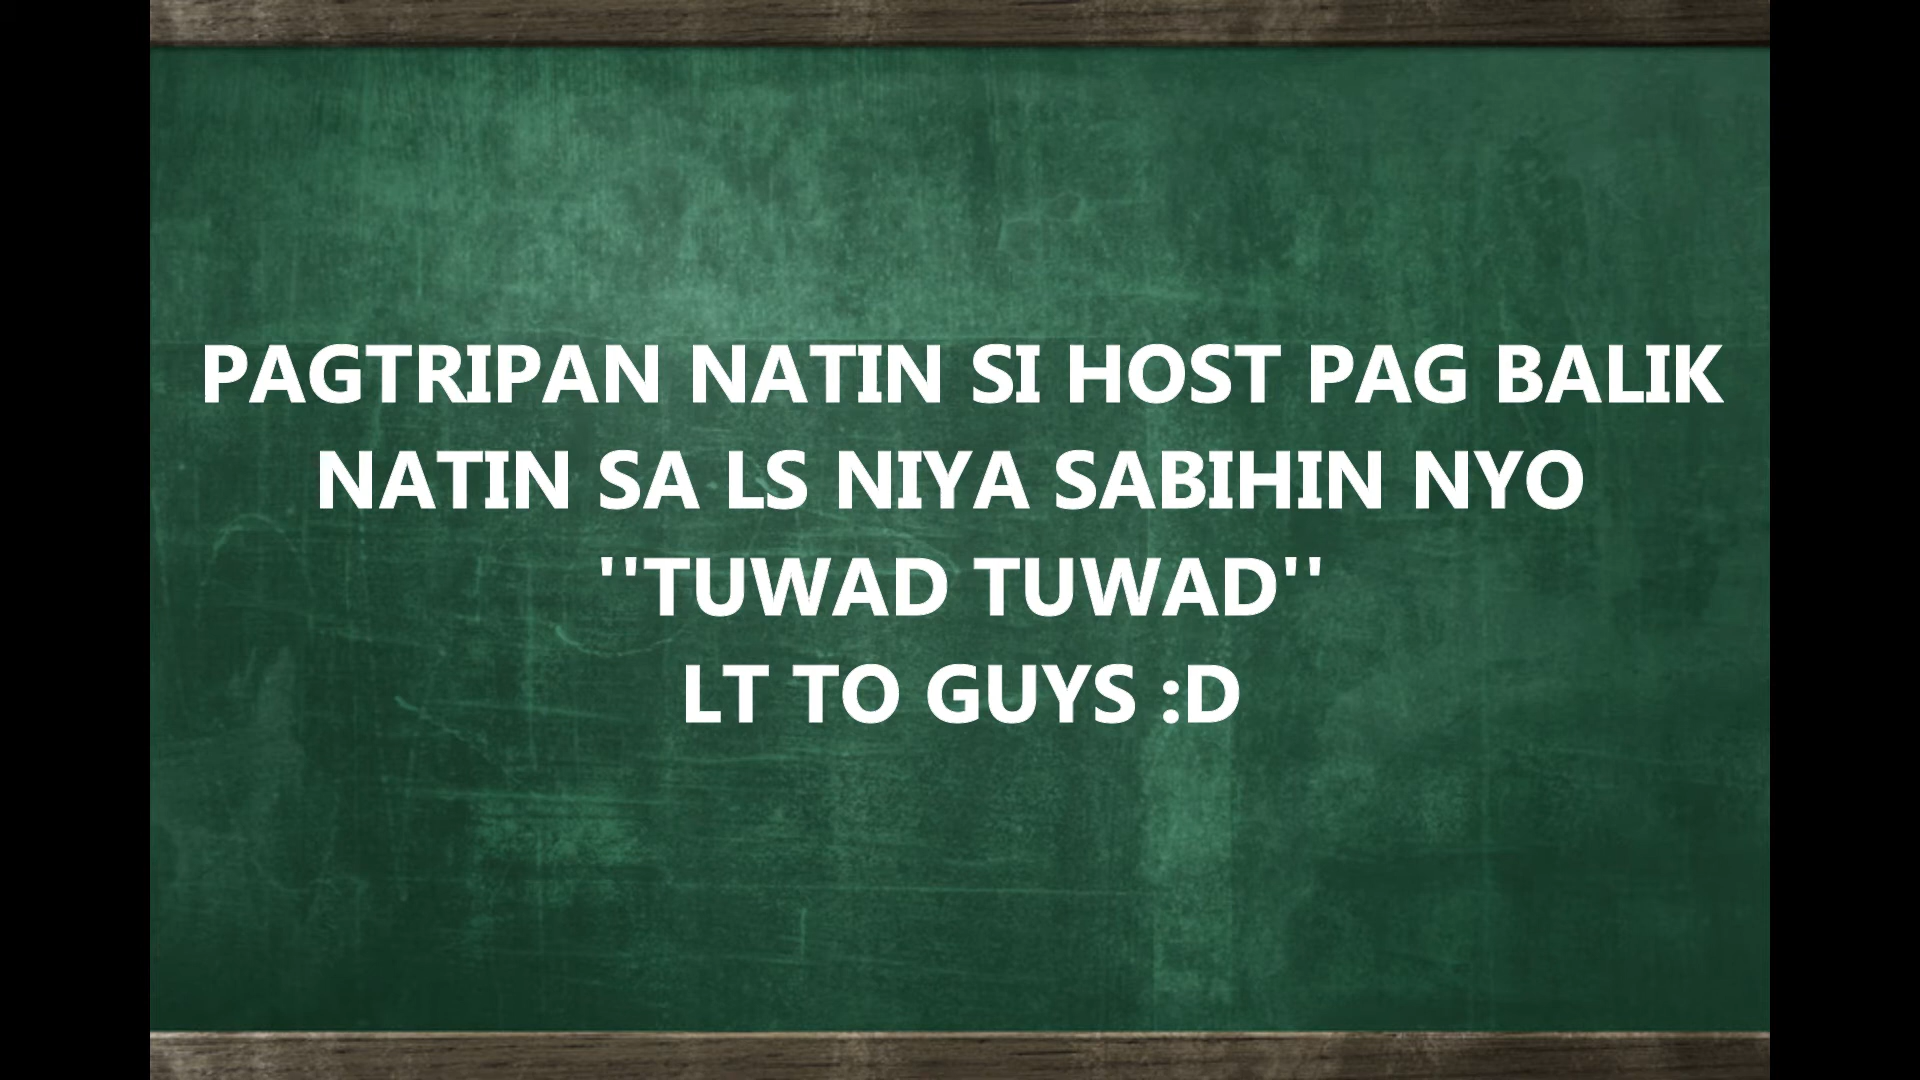 PAGTRIPAN NATIN SI HOST PAG BALIK
NATIN SA LS NIYA SABIHIN NYO
''TUWAD TUWAD''
LT TO GUYS :D